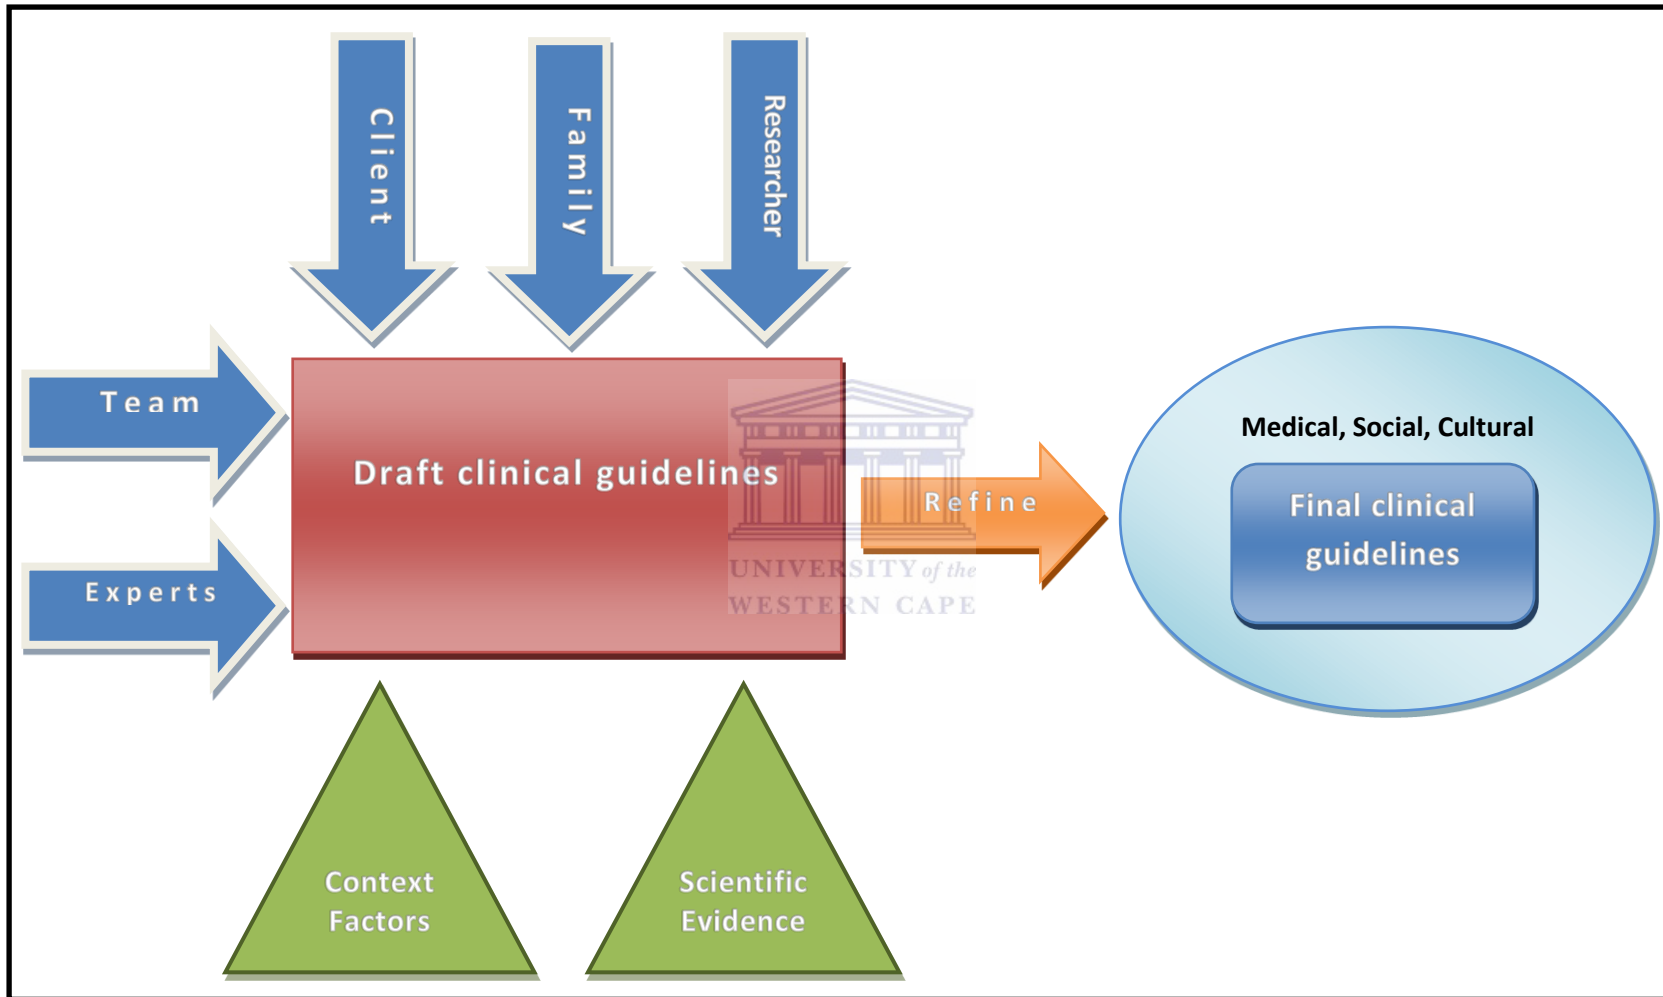 Client
Family
Researcher
Team
Experts
Draft clinical guidelines
UNIVERSITY of the
WESTERN CAPE
Refine
Medical, Social, Cultural
Final clinical
guidelines
Context
Factors
Scientific
Evidence